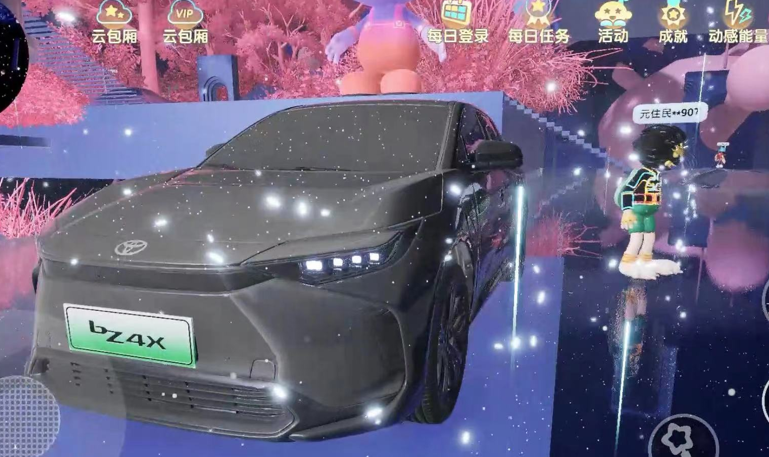 云包厢
云包厢
每日登录
每日任务
活动
成就
动感能量
VIP
元住民**907
bZ4X